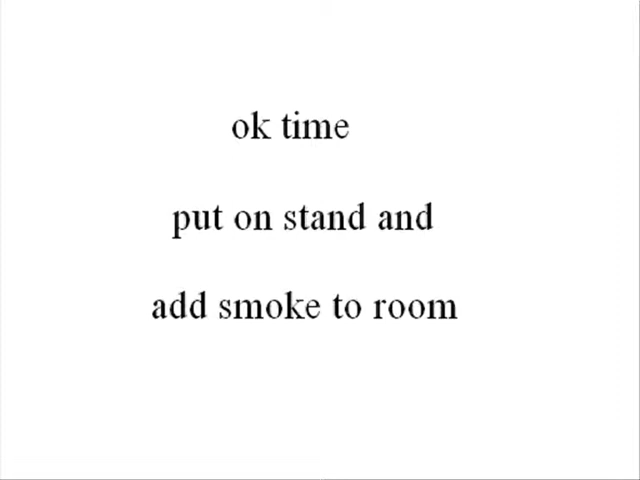 ok time
put on stand and
add smoke to room